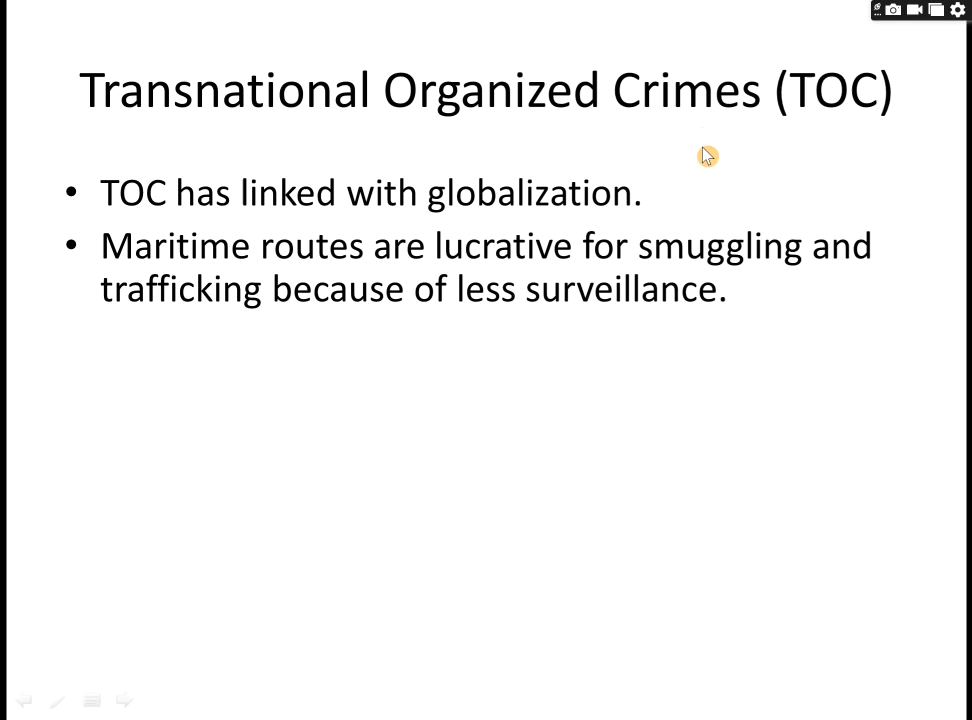 Transnational Organized Crimes (TOC)
• TOC has linked with globalization.
• Maritime routes are lucrative for smuggling and
trafficking because of less surveillance.